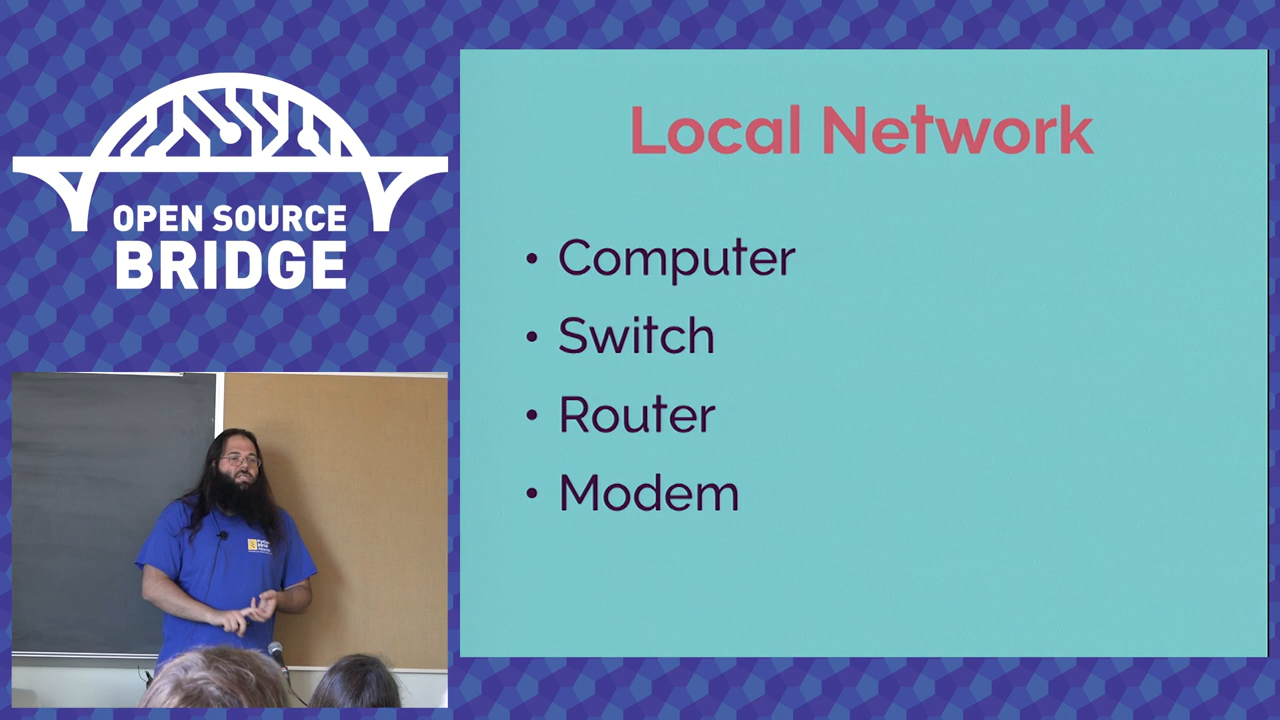 OPEN SOURCE
BRIDGE
Local Network
• Computer
• Switch
• Router
• Modem